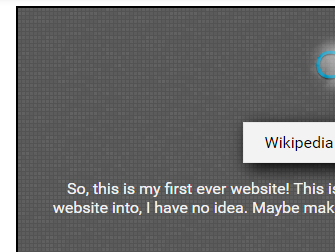 Wikipedia
So, this is my first ever website! This is
website into, I have no idea. Maybe mak